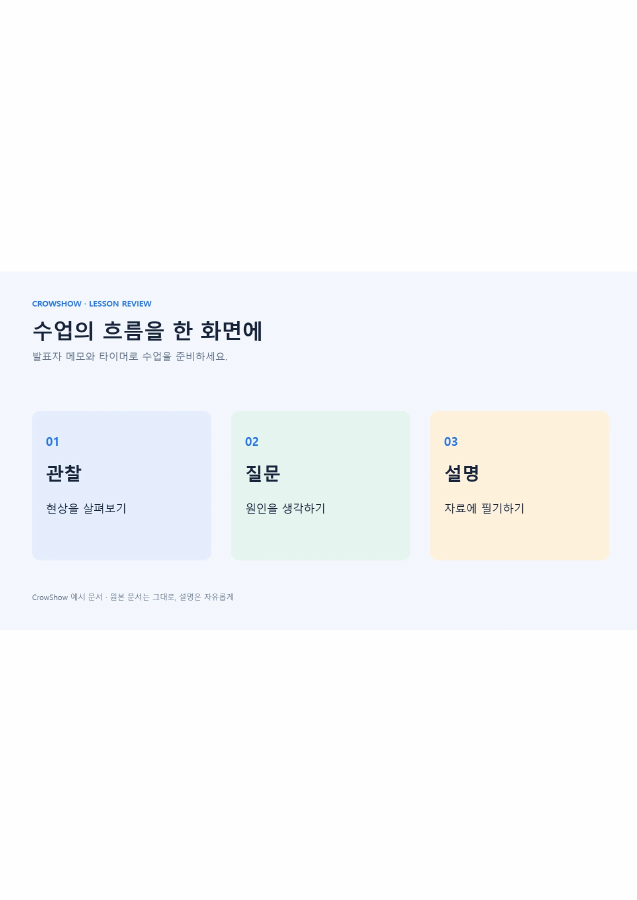 CROWSHOW · LESSON REVIEW
수업의 흐름을 한 화면에
발표자 메모와 타이머로 수업을 준비하세요.
01
관찰
현상을 살펴보기
02
질문
원인을 생각하기
03
설명
자료에 필기하기
CrowShow 예시 문서 · 원본 문서는 그대로, 설명은 자유롭게